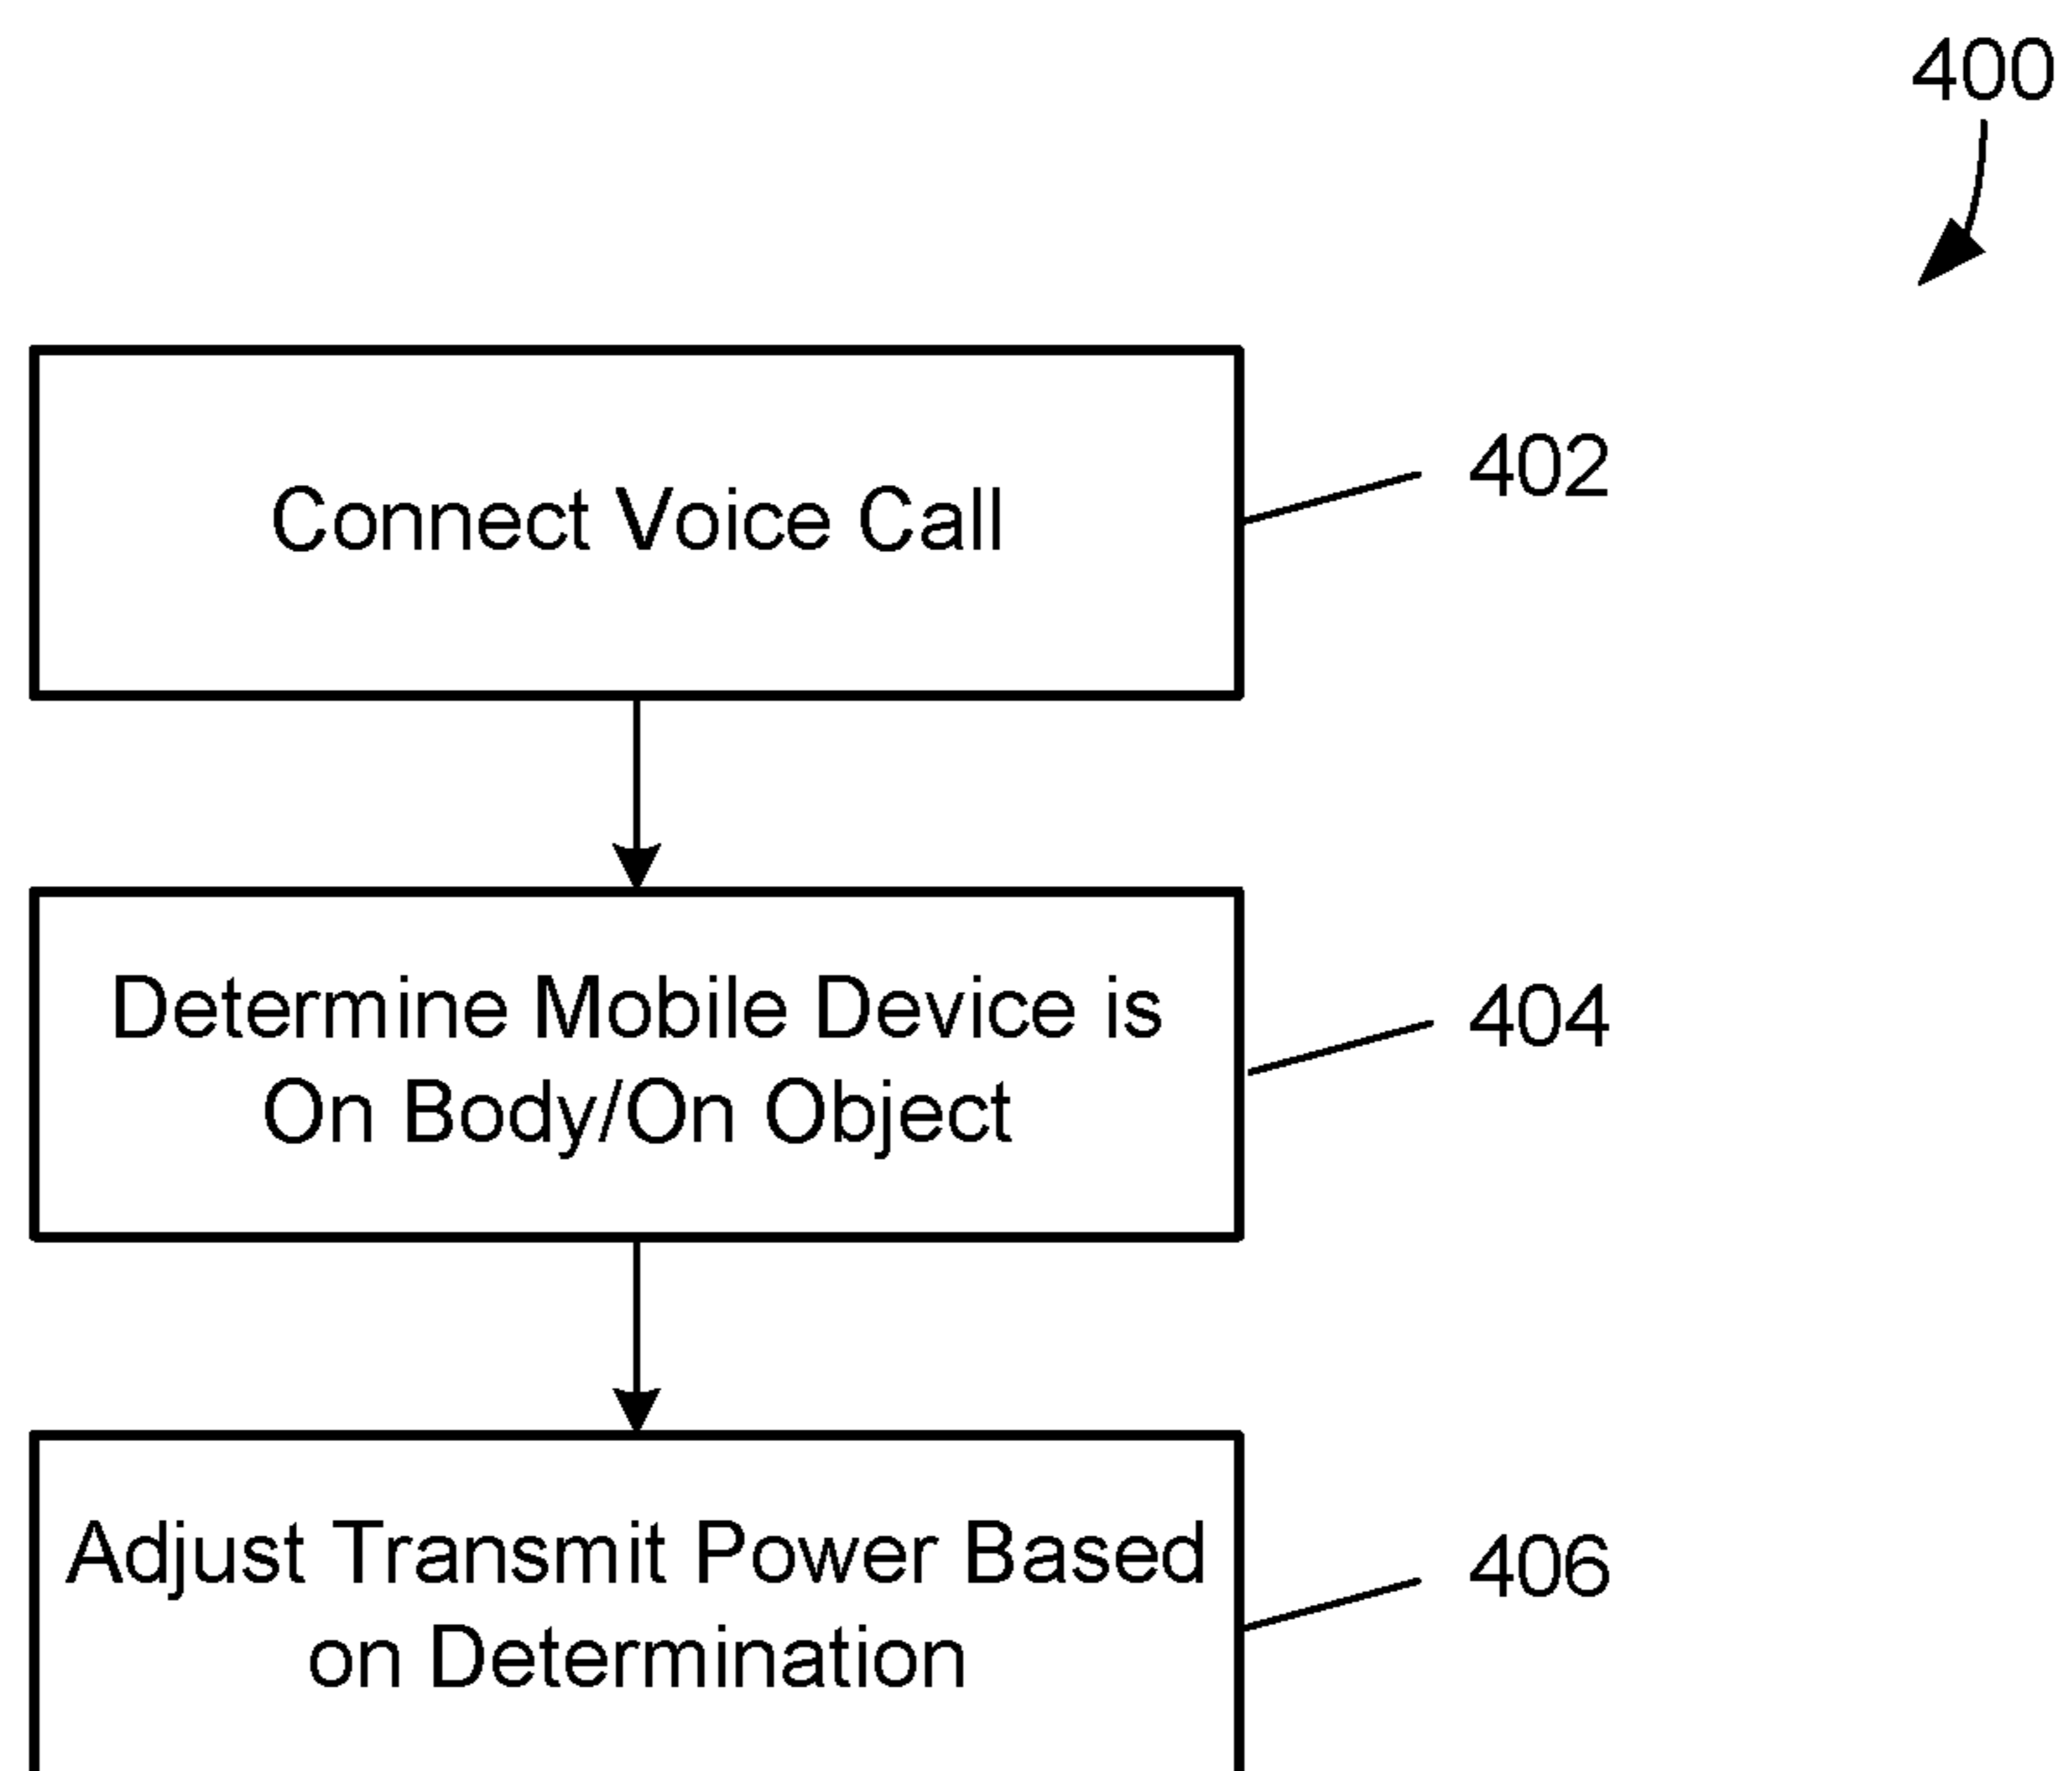 400
Connect Voice Call
402
Determine Mobile Device is
On Body/On Object
404
Adjust Transmit Power Based
on Determination
406